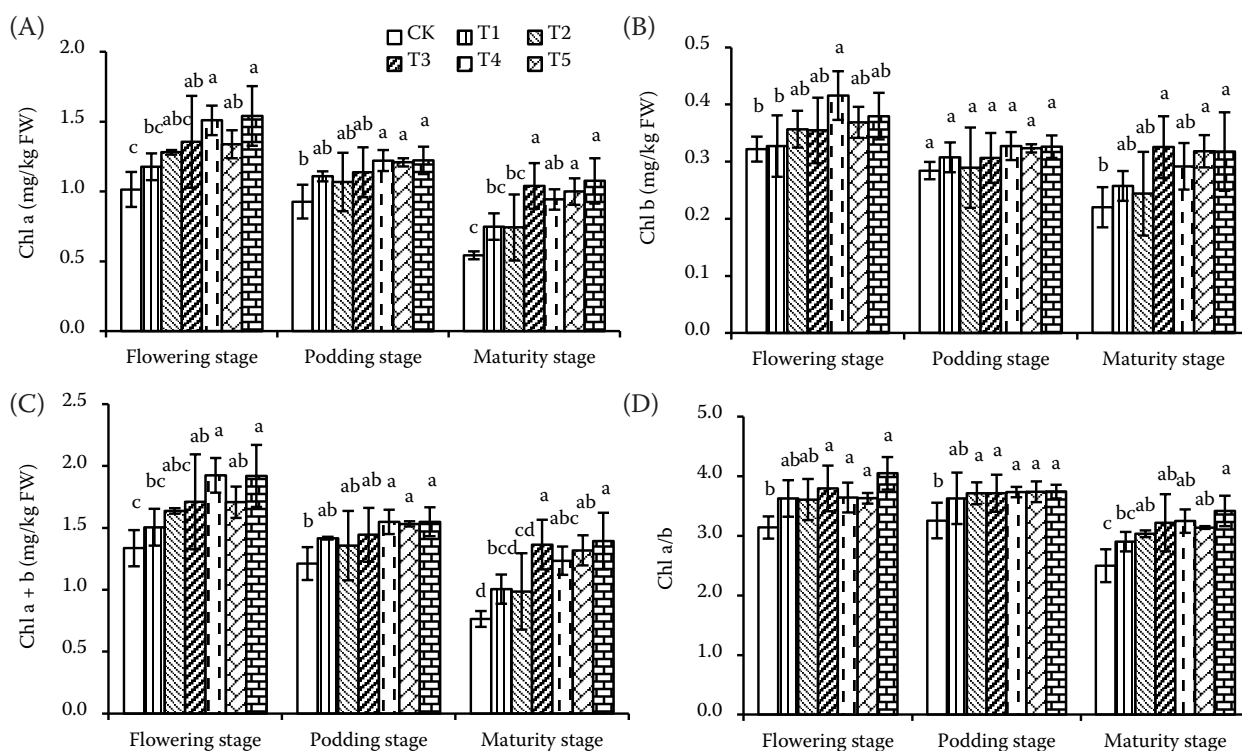 (A)
CK T1 T2
T3 T4 T5
Chl a (mg/kg FW)
2.0
1.5
1.0
0.5
0.0
c bc abc ab a ab a
b ab ab ab a a a
c bc bc a ab a a
Flowering stage Podding stage Maturity stage
(B)
Chl b (mg/kg FW)
0.5
0.4
0.3
0.2
0.1
0.0
b b ab ab a ab ab
a a a a a a a
b ab ab a ab a a
Flowering stage Podding stage Maturity stage
(C)
Chl a + b (mg/kg FW)
2.5
2.0
1.5
1.0
0.5
0.0
c bc abc ab a ab a
b ab ab ab a a a
d bcd cd a abc ab a
Flowering stage Podding stage Maturity stage
(D)
Chl a/b
5.0
4.0
3.0
2.0
1.0
0.0
b ab ab a a a a
b ab a a a a a
c bc ab ab ab ab a
Flowering stage Podding stage Maturity stage